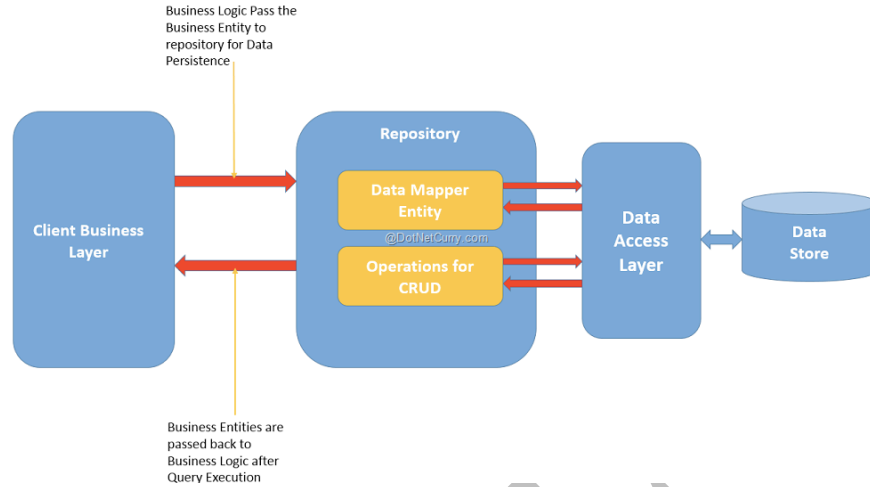 Business Logic Pass the
Business Entity to
repository for Data
Persistence
Client Business
Layer
Repository
Data Mapper
Entity
@DotNetCurry.com
Operations for
CRUD
Data
Access
Layer
Data
Store
Business Entities are
passed back to
Business Logic after
Query Execution